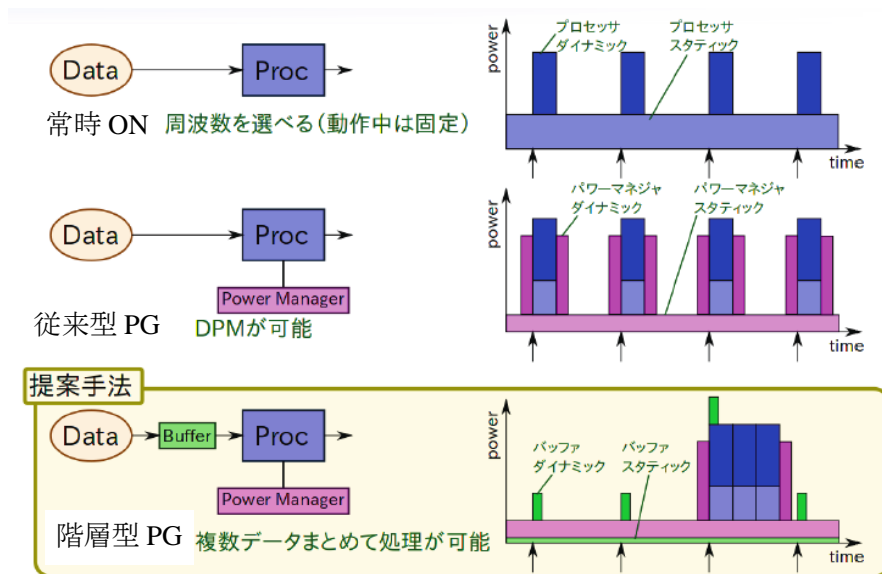 Data
Proc
常時 ON
周波数を選べる(動作中は固定)
power
プロセッサ
ダイナミック
プロセッサ
スタティック
time
Data
Proc
Power Manager
従来型 PG
DPMが可能
power
パワーマネジャ
ダイナミック
パワーマネジャ
スタティック
time
提案手法
Data
Buffer
Proc
Power Manager
階層型 PG
複数データまとめて処理が可能
power
バッファ
ダイナミック
バッファ
スタティック
time